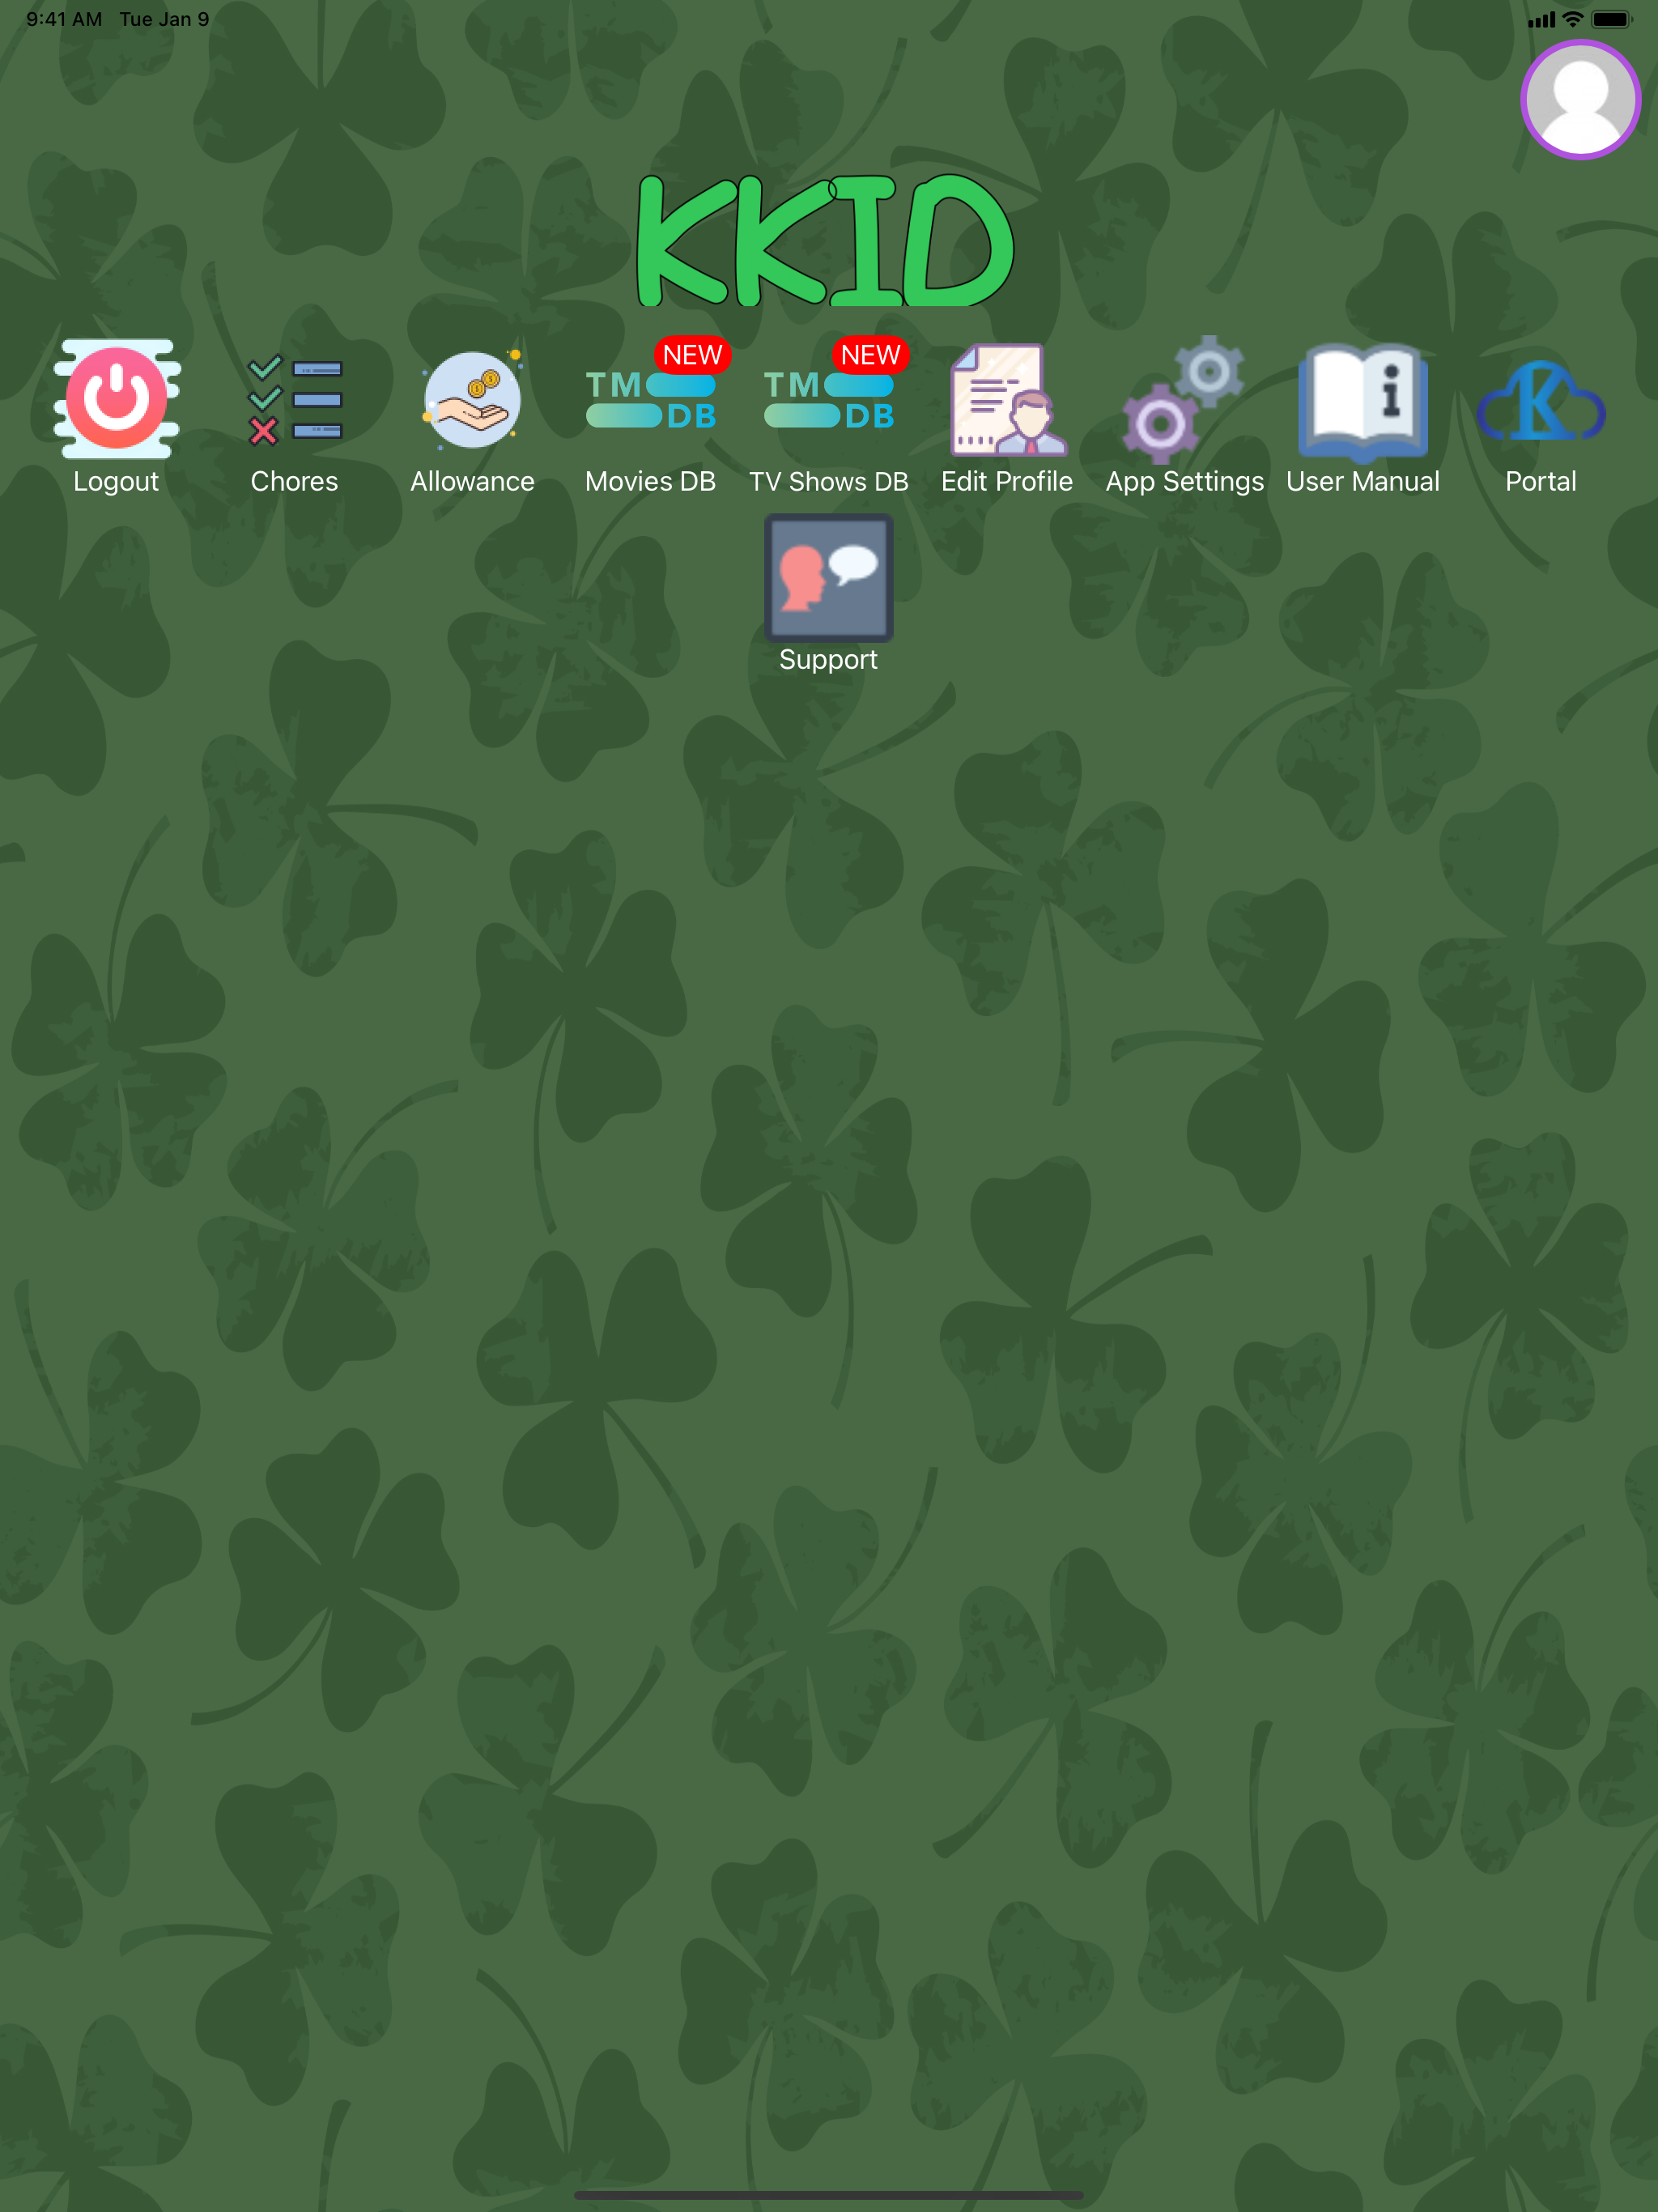 9:41 AM Tue Jan 9
KKID
NEW NEW
TM DB TM DB
Logout Chores Allowance Movies DB TV Shows DB Edit Profile App Settings User Manual Portal
Support